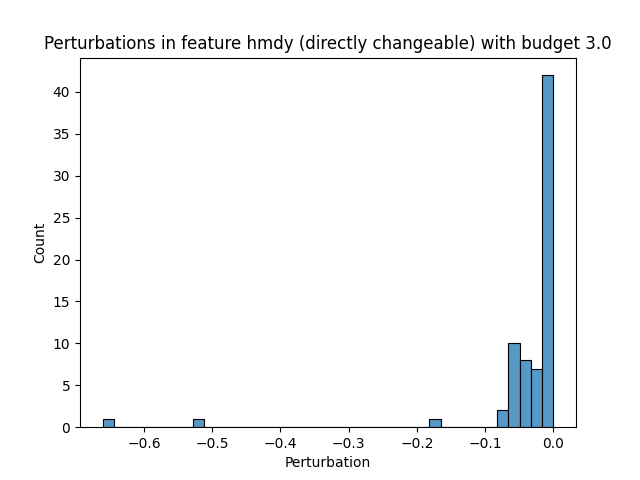 Perturbations in feature hmdy (directly changeable) with budget 3.0
Count
40
35
30
25
20
15
10
5
0
−0.6 −0.5 −0.4 −0.3 −0.2 −0.1 0.0
Perturbation